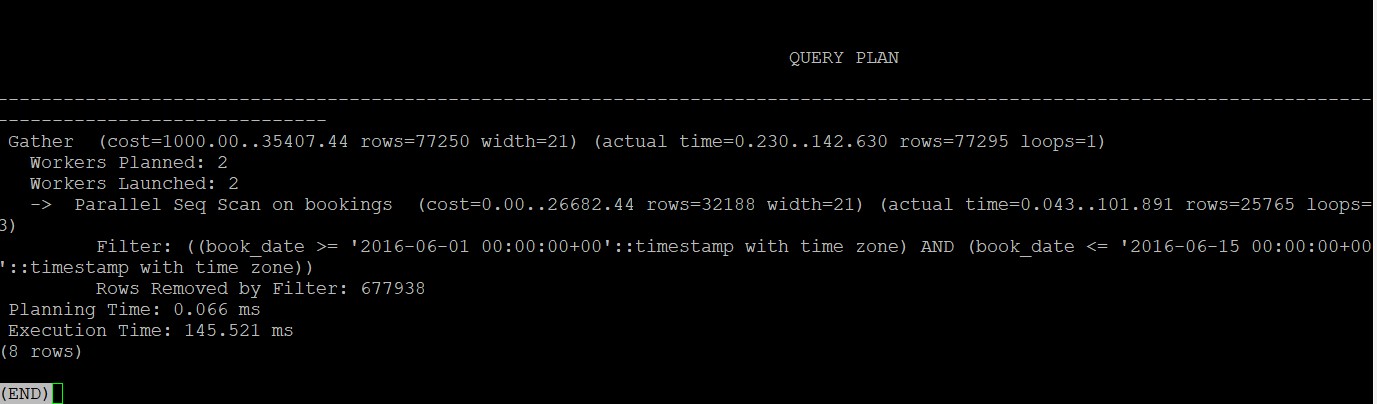 QUERY PLAN
-----------------------------------------------------------------------------------------------------------------------------
------------------------------
Gather  (cost=1000.00..35407.44 rows=77250 width=21) (actual time=0.230..142.630 rows=77295 loops=1)
  Workers Planned: 2
  Workers Launched: 2
  ->  Parallel Seq Scan on bookings  (cost=0.00..26682.44 rows=32188 width=21) (actual time=0.043..101.891 rows=25765 loops=
3)
        Filter: ((book_date >= '2016-06-01 00:00:00+00'::timestamp with time zone) AND (book_date <= '2016-06-15 00:00:00+00
'::timestamp with time zone))
        Rows Removed by Filter: 677938
Planning Time: 0.066 ms
Execution Time: 145.521 ms
(8 rows)
(END)